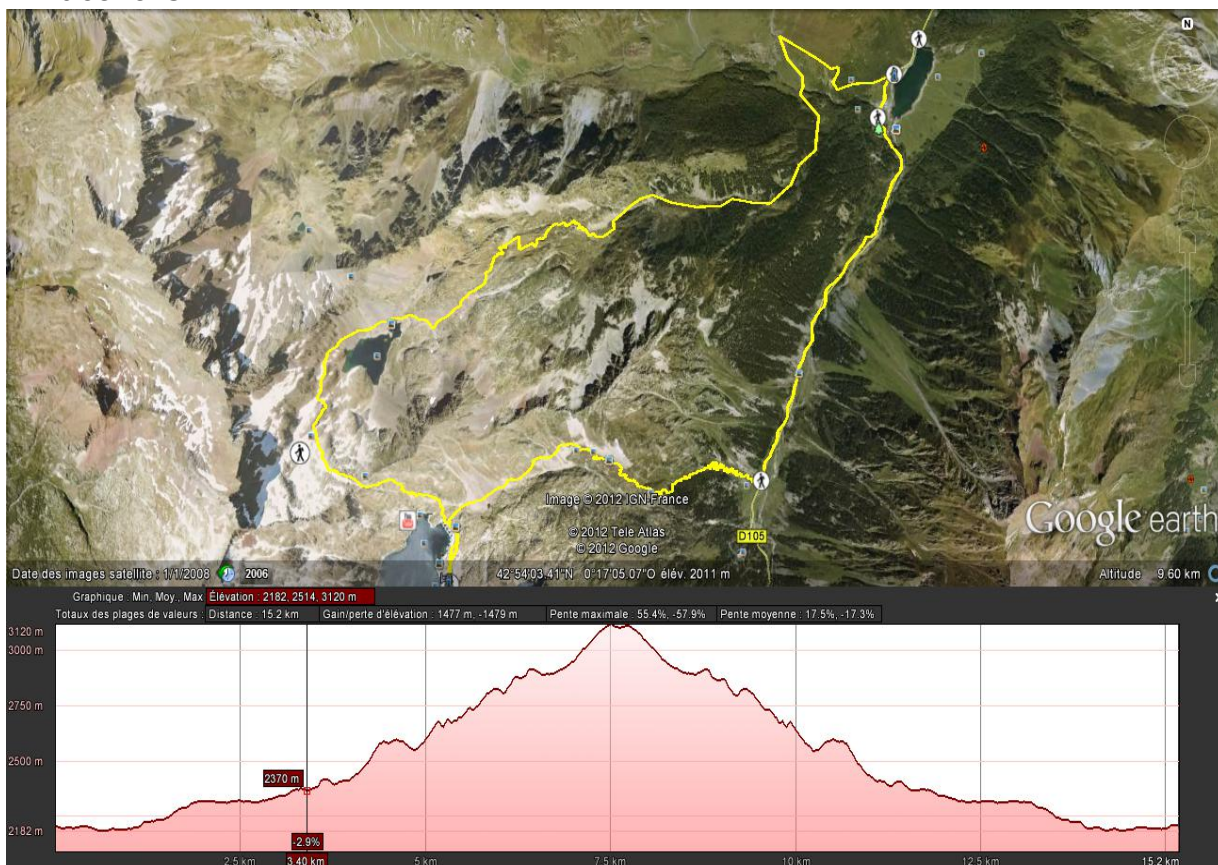 N
Image © 2012 IGN-France
© 2012 Tele Atlas
© 2012 Google
D105
Google earth
Date des images satellite : 1/1/2008 2006 42°54'03.41"N 0°17'05.07"O élév. 2011 m Altitude 9.60 km
Graphique : Min, Moy., Max. Élévation : 2182, 2514, 3120 m
Totaux des plages de valeurs : Distance : 15.2 km Gain/perte d'élévation : 1477 m, -1479 m Pente maximale : 55.4%, -57.9% Pente moyenne : 17.5%, -17.3%
3120 m
3000 m
2750 m
2500 m
2370 m
2182 m
-2.9%
2.5 km 3.40 km 5 km 7.5 km 10 km 12.5 km 15.2 km